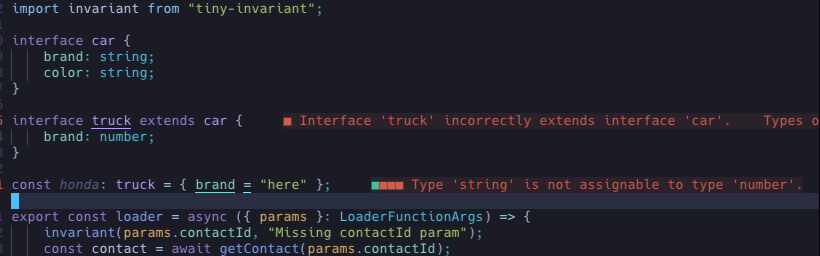 import invariant from "tiny-invariant";
interface car {
brand: string;
color: string;
}
interface truck extends car { ■ Interface 'truck' incorrectly extends interface 'car'. Types o
brand: number;
}
const honda: truck = { brand = "here" }; ■■■■ Type 'string' is not assignable to type 'number'.
export const loader = async ({ params }: LoaderFunctionArgs) => {
invariant(params.contactId, "Missing contactId param");
const contact = await getContact(params.contactId);